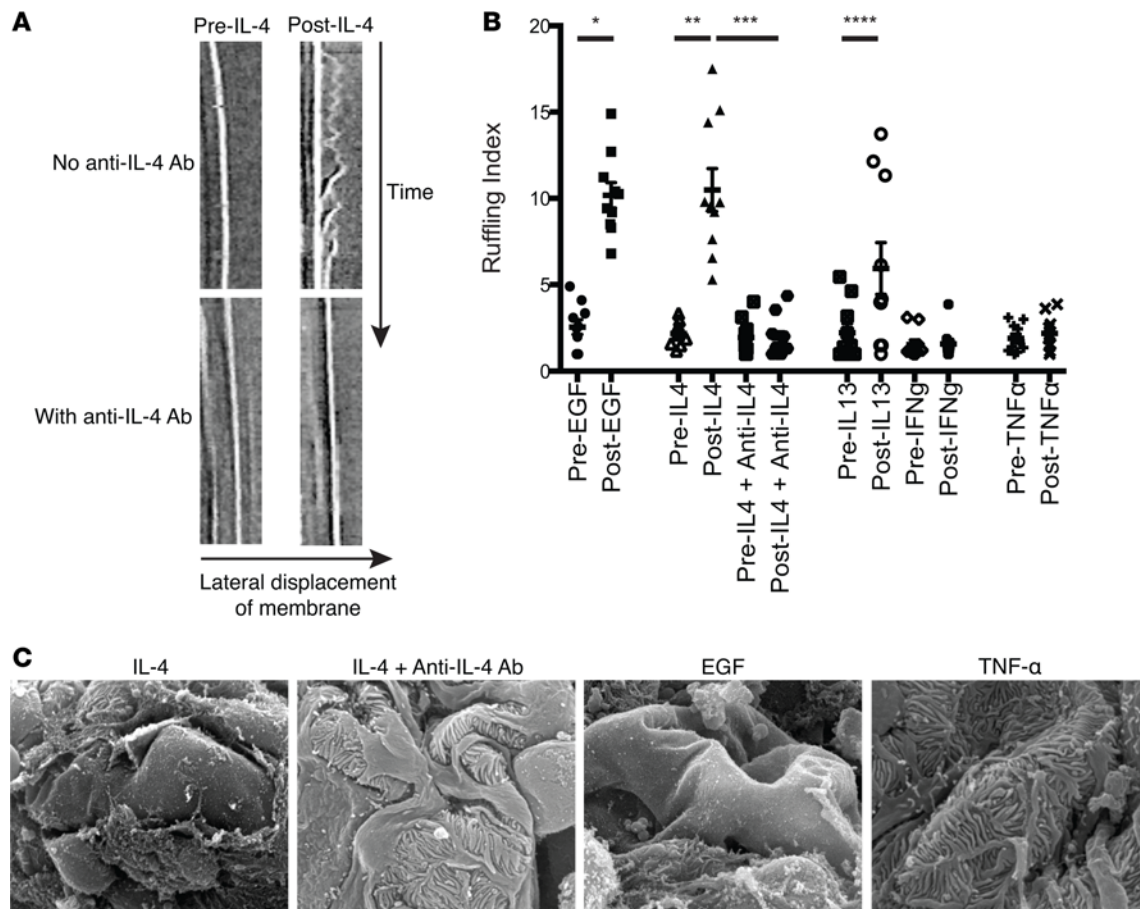 A
Pre-IL-4
Post-IL-4
No anti-IL-4 Ab
Time
With anti-IL-4 Ab
Lateral displacement
of membrane
B
* ** *** ****
Ruffling Index
20
15
10
5
0
Pre-EGF
Post-EGF
Pre-IL4
Post-IL4
Pre-IL4 + Anti-IL4
Post-IL4 + Anti-IL4
Pre-IL13
Post-IL13
Pre-IFNg
Post-IFNg
Pre-TNFα
Post-TNFα
C
IL-4
IL-4 + Anti-IL-4 Ab
EGF
TNF-α